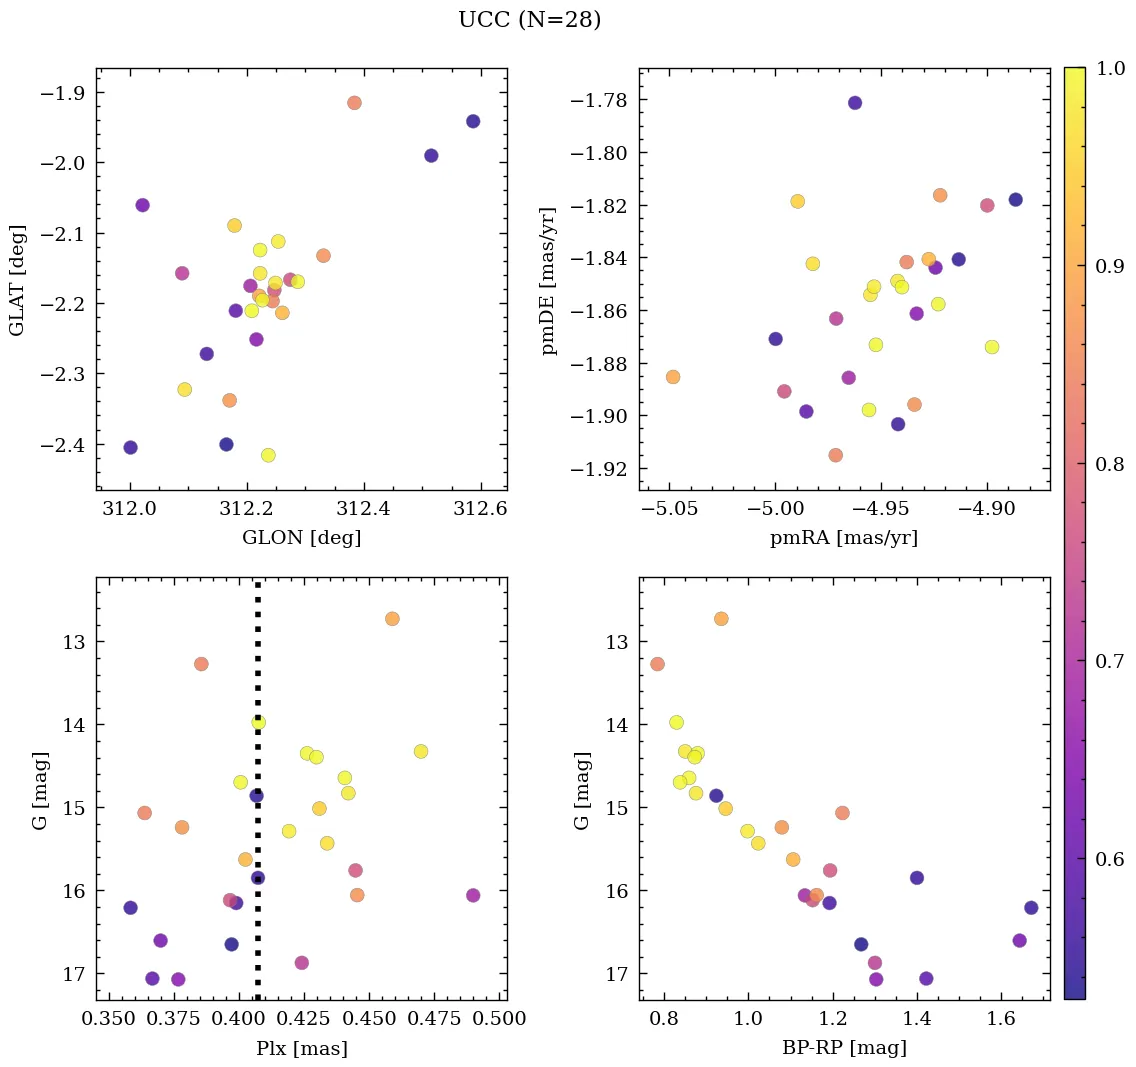 UCC (N=28)
−1.9
−2.0
−2.1
−2.2
−2.3
−2.4
GLAT [deg]
312.0 312.2 312.4 312.6
GLON [deg]
−1.78
−1.80
−1.82
−1.84
−1.86
−1.88
−1.90
−1.92
pmDE [mas/yr]
−5.05 −5.00 −4.95 −4.90
pmRA [mas/yr]
13
14
15
16
17
G [mag]
0.350 0.375 0.400 0.425 0.450 0.475 0.500
Plx [mas]
13
14
15
16
17
G [mag]
0.8 1.0 1.2 1.4 1.6
BP-RP [mag]
1.0
0.9
0.8
0.7
0.6